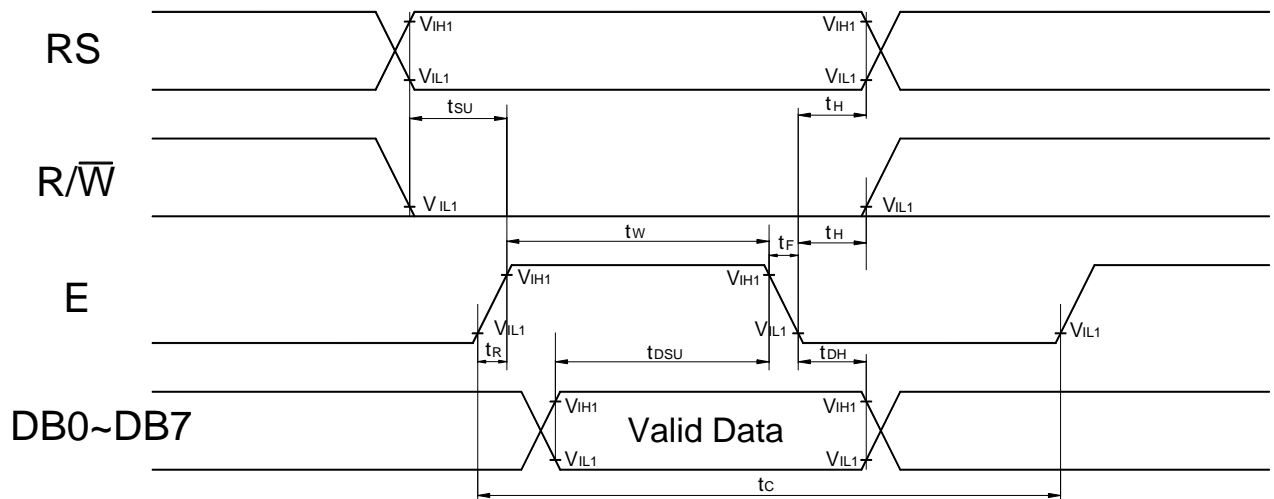 RS
VIH1
VIH1
VIL1
VIL1
tSU
tH
R/W̅
VIL1
VIL1
tW
tF
tH
E
VIH1
VIH1
VIL1
VIL1
VIL1
tR
tDSU
tDH
DB0~DB7
VIH1
Valid Data
VIH1
VIL1
VIL1
tC